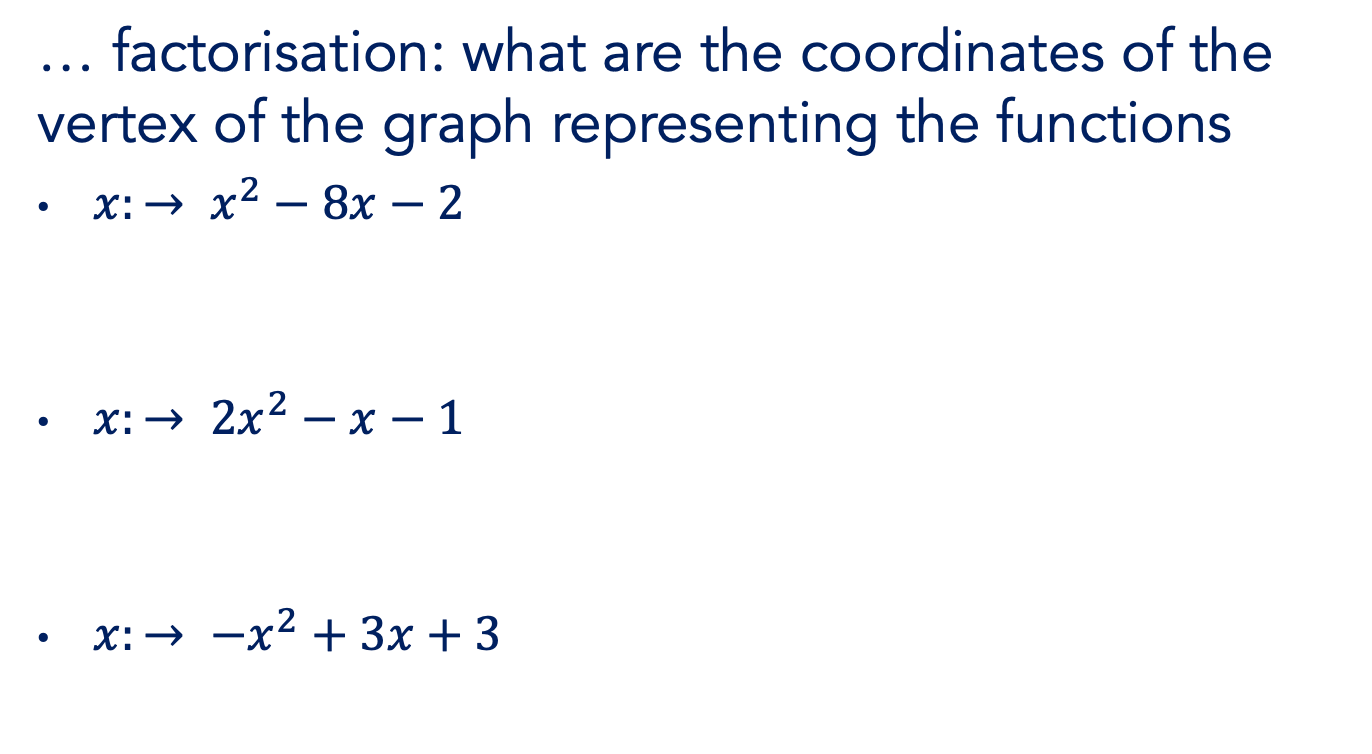 … factorisation: what are the coordinates of the
vertex of the graph representing the functions
• 𝑥:→ 𝑥² − 8𝑥 − 2
• 𝑥:→ 2𝑥² − 𝑥 − 1
• 𝑥:→ −𝑥² + 3𝑥 + 3